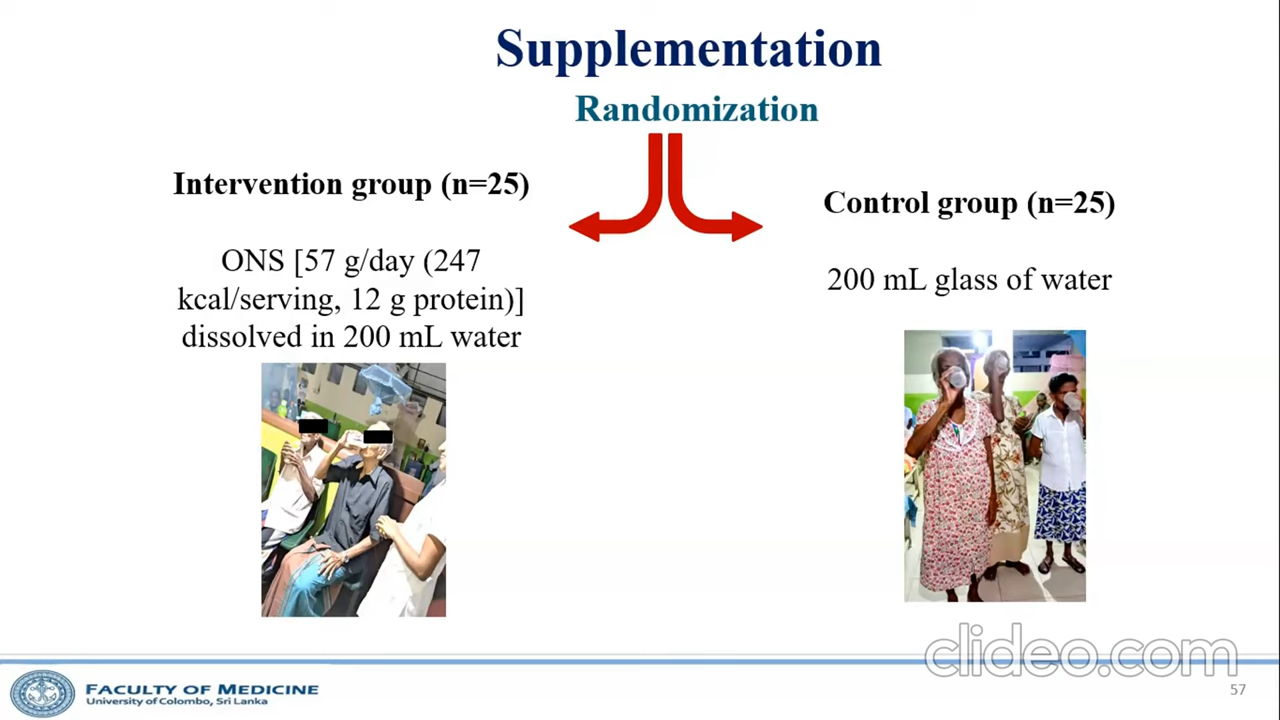 Supplementation
Randomization
Intervention group (n=25)
ONS [57 g/day (247
kcal/serving, 12 g protein)]
dissolved in 200 mL water
Control group (n=25)
200 mL glass of water
clideo.com
FACULTY OF MEDICINE
University of Colombo, Sri Lanka
57